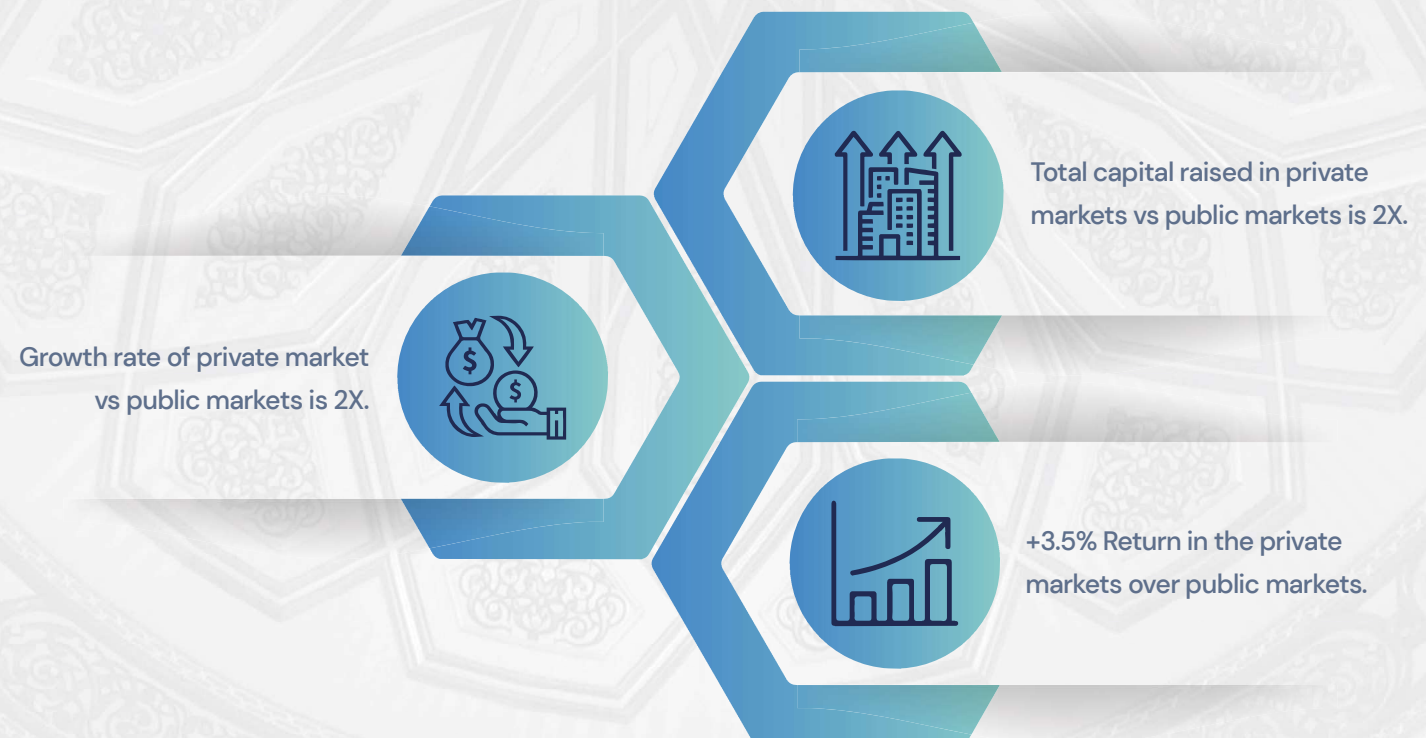 Total capital raised in private
markets vs public markets is 2X.
Growth rate of private market
vs public markets is 2X.
+3.5% Return in the private
markets over public markets.